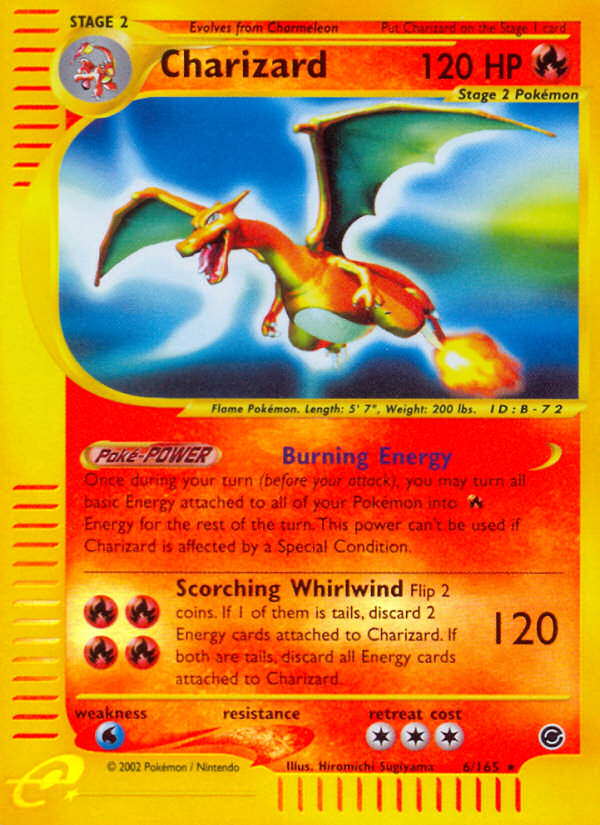 STAGE 2
Evolves from Charmeleon
Put Charizard on the Stage 1 card
Charizard
120 HP
Stage 2 Pokémon
Flame Pokémon. Length: 5' 7", Weight: 200 lbs. ID:B-72
Poké-POWER
Burning Energy
Once during your turn (before your attack), you may turn all
basic Energy attached to all of your Pokémon into
Energy for the rest of the turn. This power can't be used if
Charizard is affected by a Special Condition.
Scorching Whirlwind Flip 2
coins. If 1 of them is tails, discard 2
Energy cards attached to Charizard. If
both are tails, discard all Energy cards
attached to Charizard.
120
weakness
resistance
retreat cost
© 2002 Pokémon / Nintendo
Illus. Hiromichi Sugiyama
6/165 ★